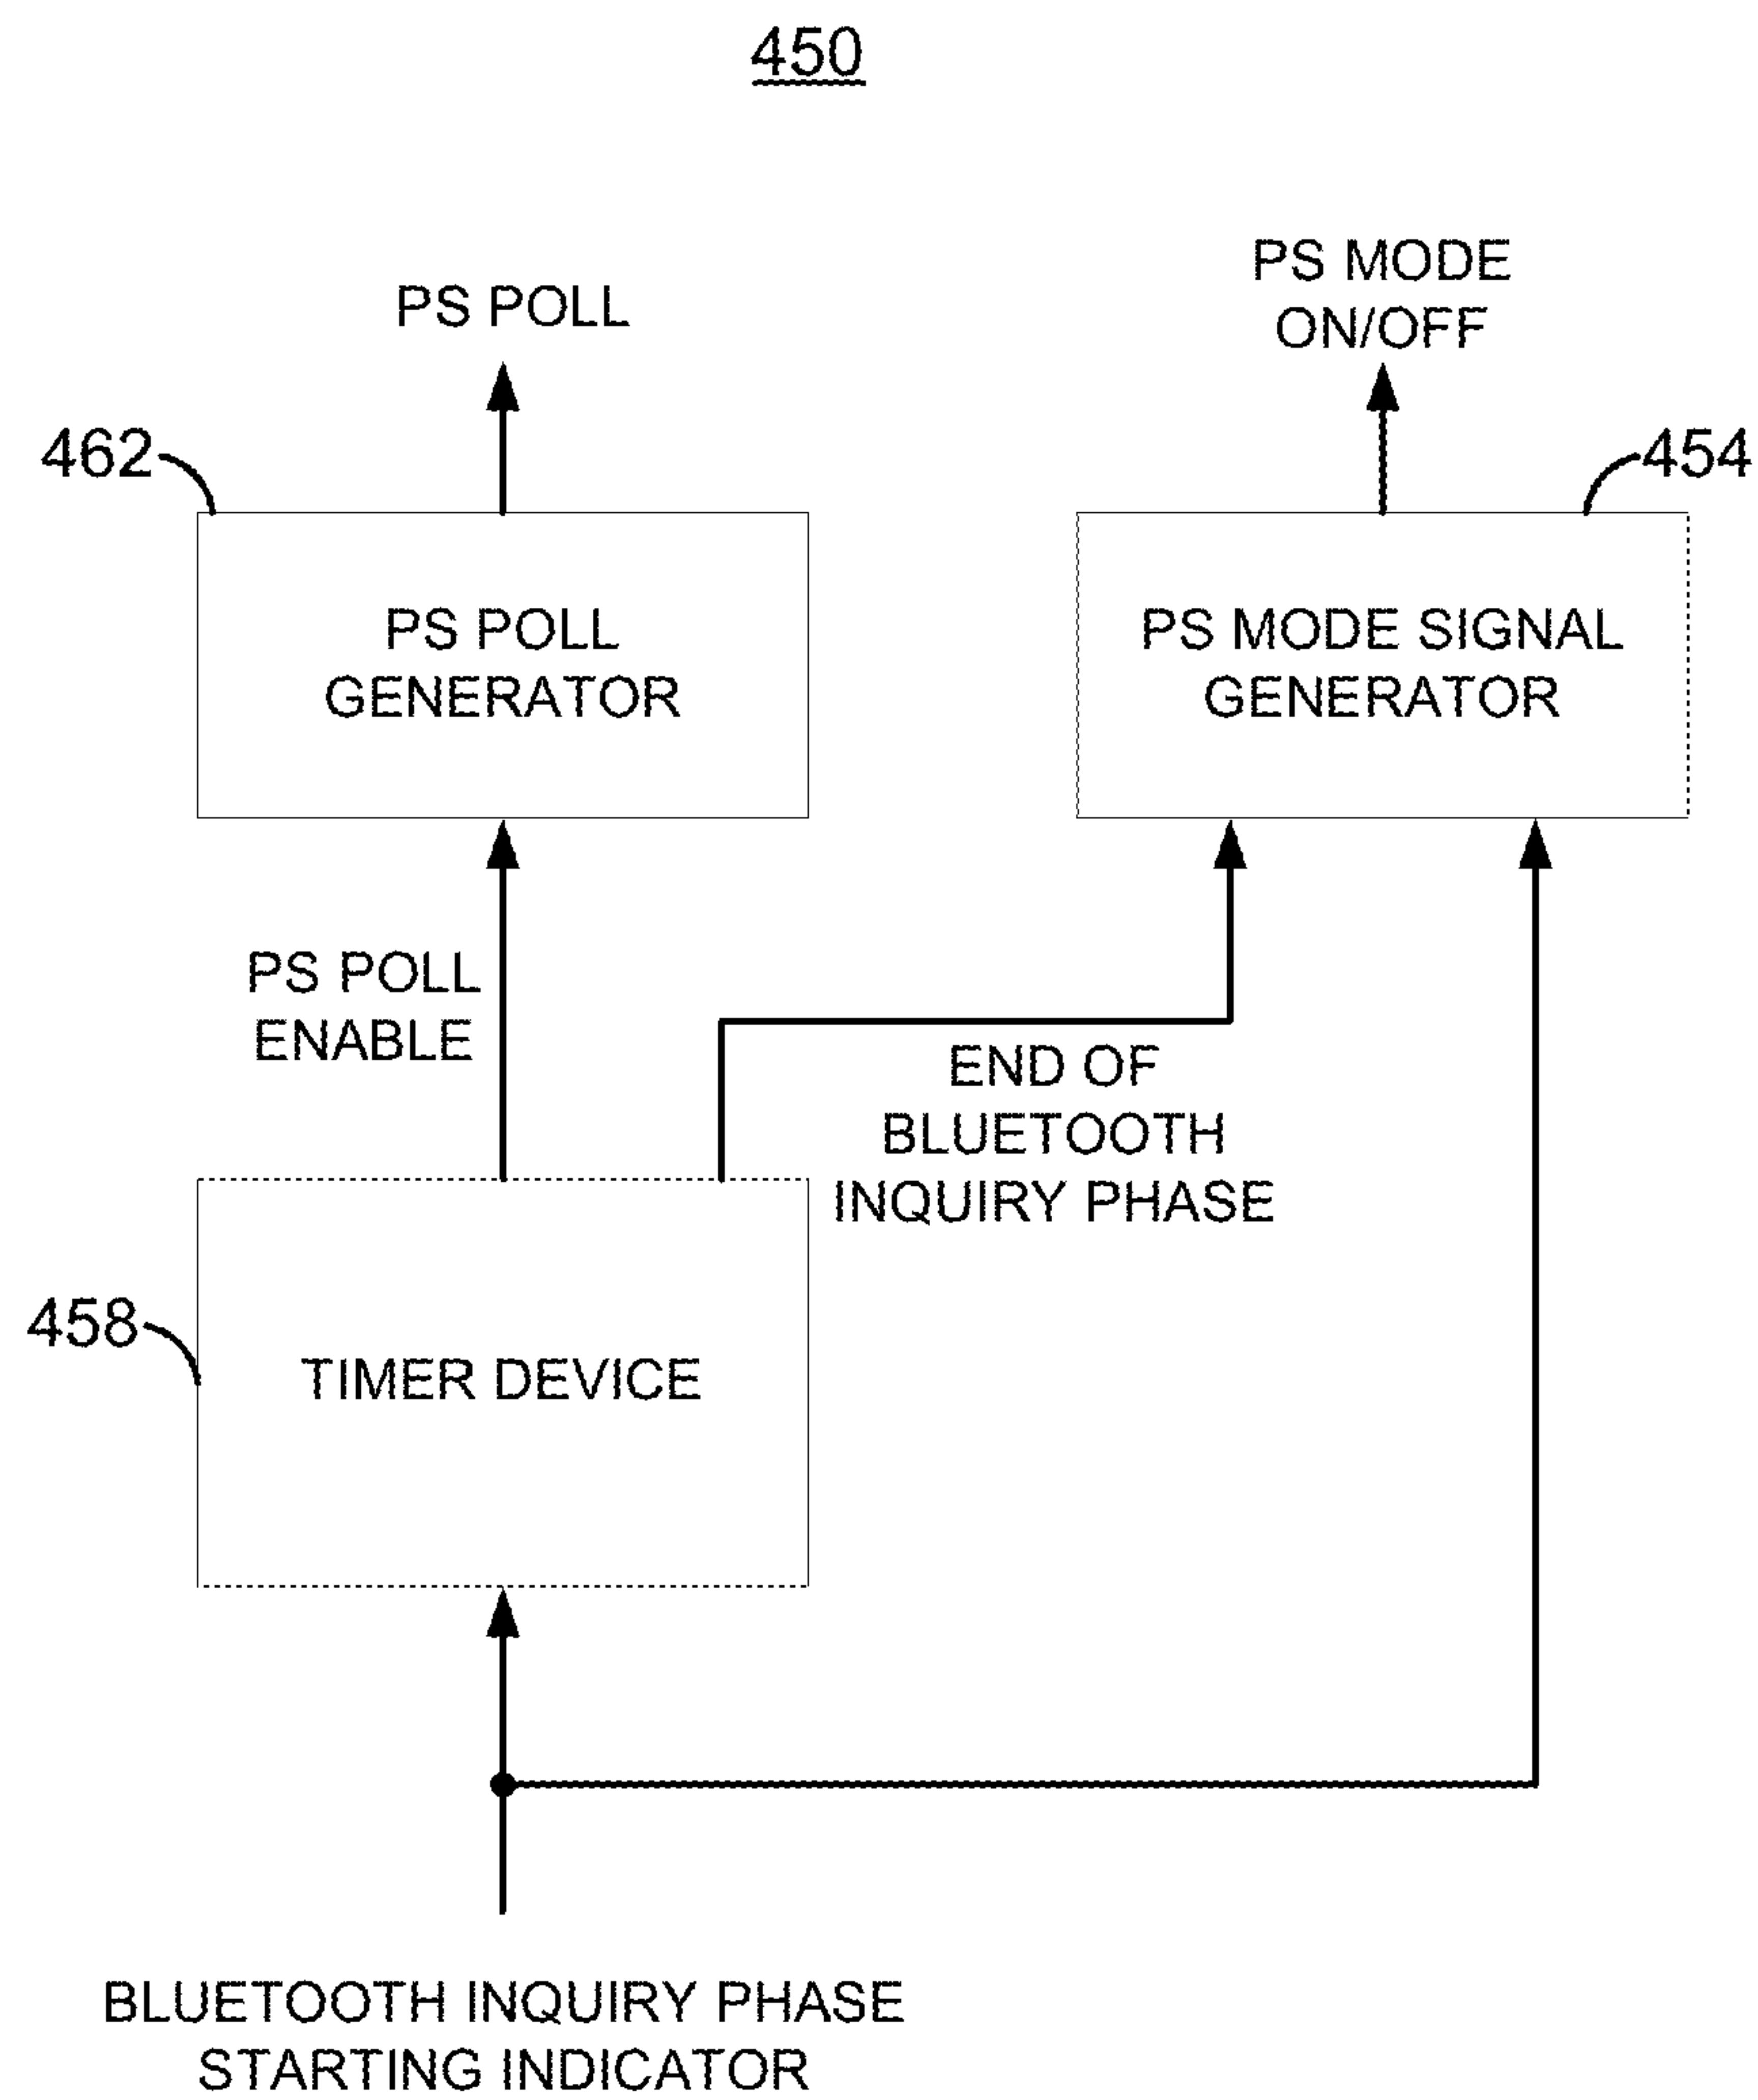 450
PS POLL
PS MODE
ON/OFF
462
454
PS POLL
GENERATOR
PS MODE SIGNAL
GENERATOR
PS POLL
ENABLE
END OF
BLUETOOTH
INQUIRY PHASE
458
TIMER DEVICE
BLUETOOTH INQUIRY PHASE
STARTING INDICATOR